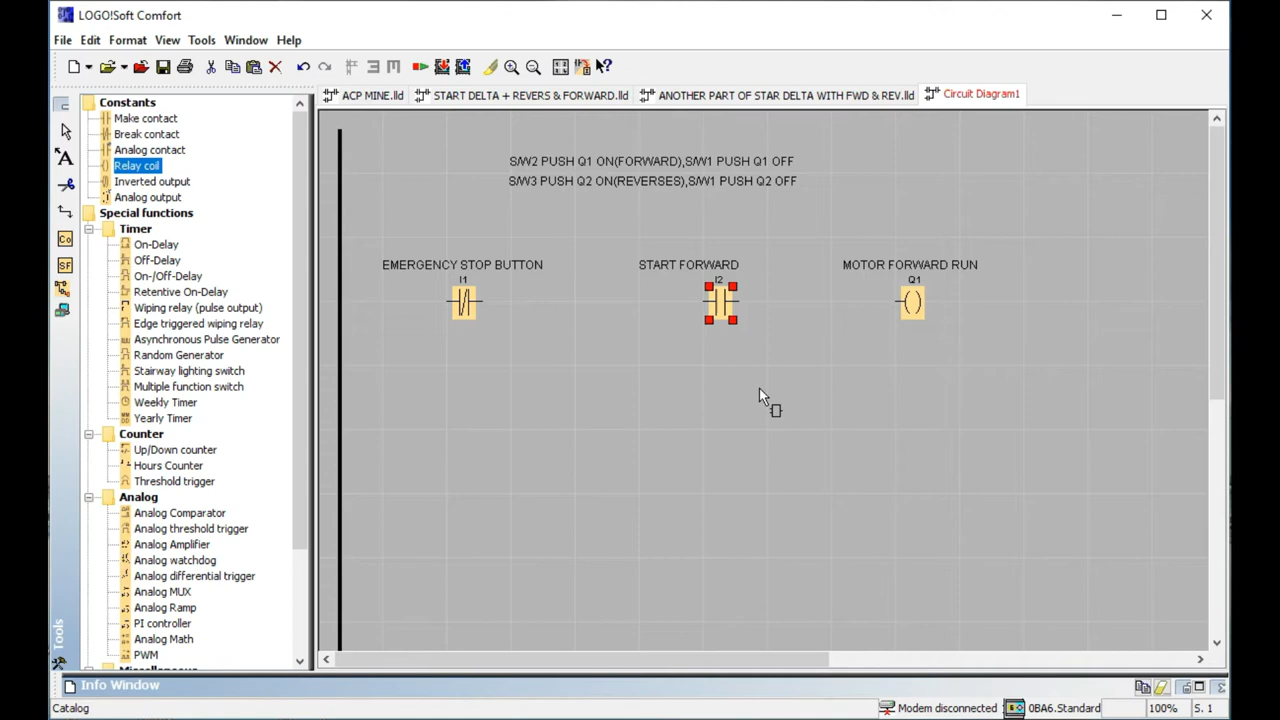 LOGO!Soft Comfort
File Edit Format View Tools Window Help
ACP MINE.lld START DELTA + REVERS & FORWARD.lld ANOTHER PART OF STAR DELTA WITH FWD & REV.lld Circuit Diagram1
Constants
Make contact
Break contact
Analog contact
Relay coil
Inverted output
Analog output
Special functions
Timer
On-Delay
Off-Delay
On-/Off-Delay
Retentive On-Delay
Wiping relay (pulse output)
Edge triggered wiping relay
Asynchronous Pulse Generator
Random Generator
Stairway lighting switch
Multiple function switch
Weekly Timer
Yearly Timer
Counter
Up/Down counter
Hours Counter
Threshold trigger
Analog
Analog Comparator
Analog threshold trigger
Analog Amplifier
Analog watchdog
Analog differential trigger
Analog MUX
Analog Ramp
PI controller
Analog Math
PWM
Miscellaneous
Tools
S/W2 PUSH Q1 ON(FORWARD),S/W1 PUSH Q1 OFF
S/W3 PUSH Q2 ON(REVERSES),S/W1 PUSH Q2 OFF
EMERGENCY STOP BUTTON START FORWARD MOTOR FORWARD RUN
I1 I2 Q1
Info Window
Catalog Modem disconnected 0BA6.Standard 100% S. 1